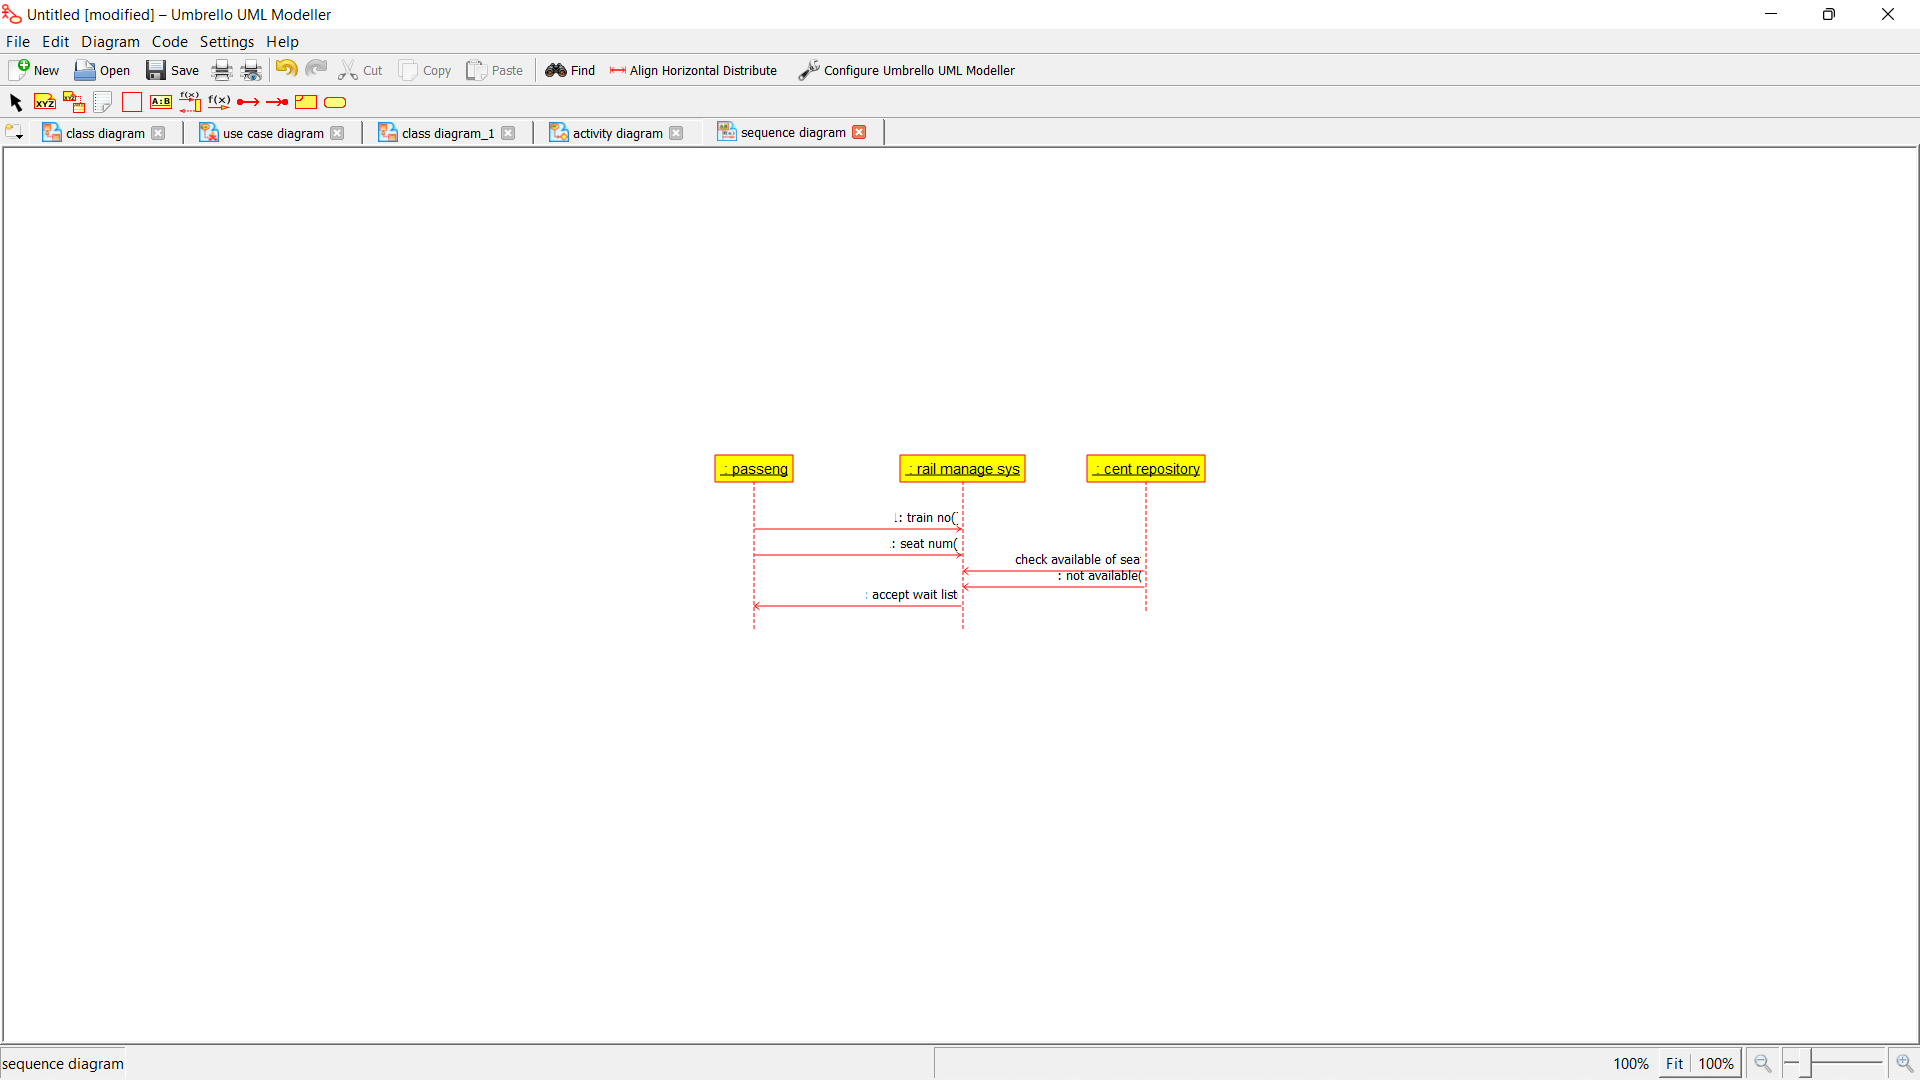 Untitled [modified] – Umbrello UML Modeller
File Edit Diagram Code Settings Help
New Open Save Cut Copy Paste Find Align Horizontal Distribute Configure Umbrello UML Modeller
XYZ XYZ A:B f(x) f(x)
class diagram use case diagram class diagram_1 activity diagram sequence diagram
: passeng : rail manage sys : cent repository
: train no(
: seat num(
check available of sea
: not available(
: accept wait list
sequence diagram 100% Fit 100%